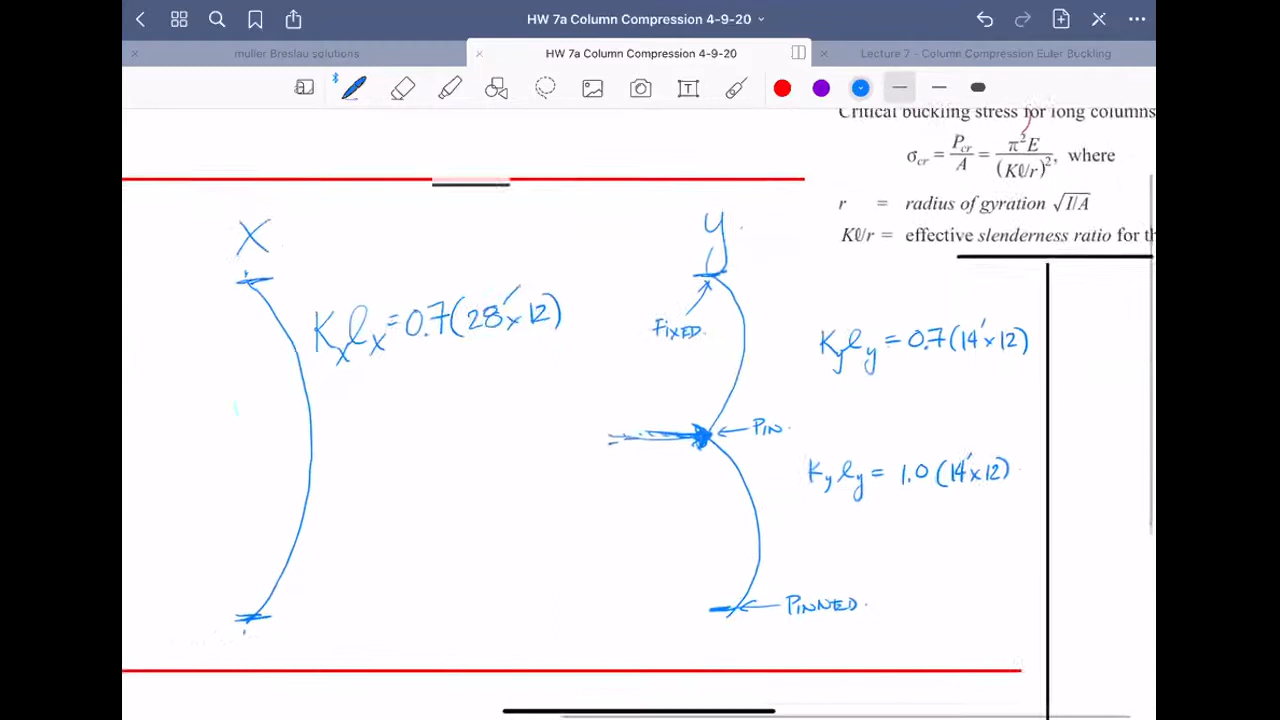 HW 7a Column Compression 4-9-20
muller Breslau solutions
HW 7a Column Compression 4-9-20
Lecture 7 - Column Compression Euler Buckling
Critical buckling stress for long columns
σcr = Pcr/A = π²E/(Kℓ/r)², where
r = radius of gyration √I/A
Kℓ/r = effective slenderness ratio for th
X
Kxlx = 0.7(28'x12)
y
FIXED.
Kyly = 0.7(14'x12)
PIN.
Kyly = 1.0(14'x12)
PINNED.